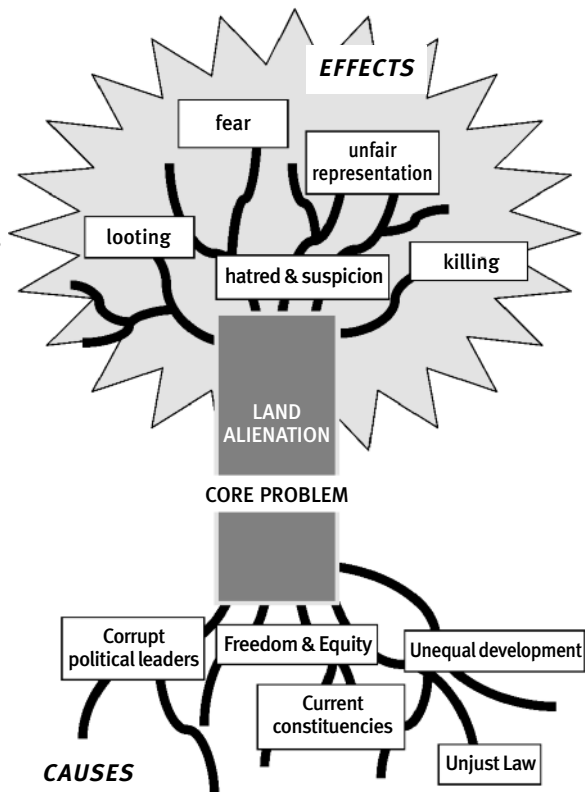 EFFECTS
fear
unfair
representation
looting
hatred & suspicion
killing
LAND
ALIENATION
CORE PROBLEM
Corrupt
political leaders
Freedom & Equity
Unequal development
Current
constituencies
Unjust Law
CAUSES